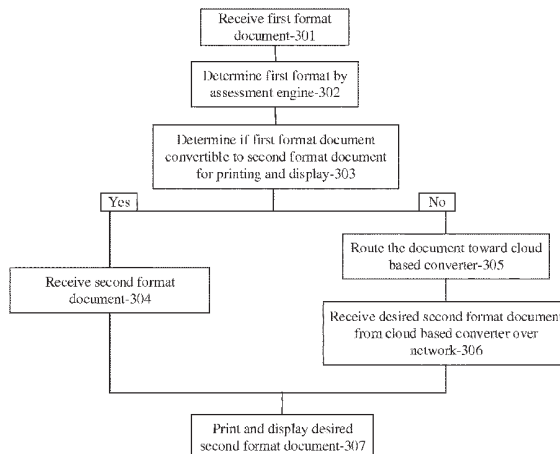 Receive first format
document-301
Determine first format by
assessment engine-302
Determine if first format document
convertible to second format document
for printing and display-303
Yes
No
Route the document toward cloud
based converter-305
Receive second format
document-304
Receive desired second format document
from cloud based converter over
network-306
Print and display desired
second format document-307